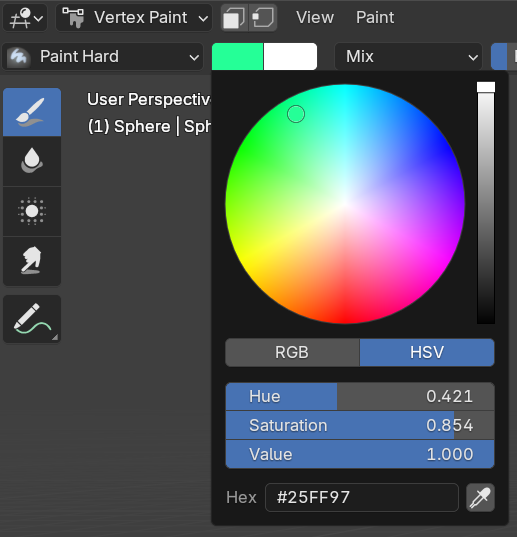 Vertex Paint View Paint
Paint Hard Mix
User Perspectiv
(1) Sphere | Sph
RGB HSV
Hue 0.421
Saturation 0.854
Value 1.000
Hex #25FF97